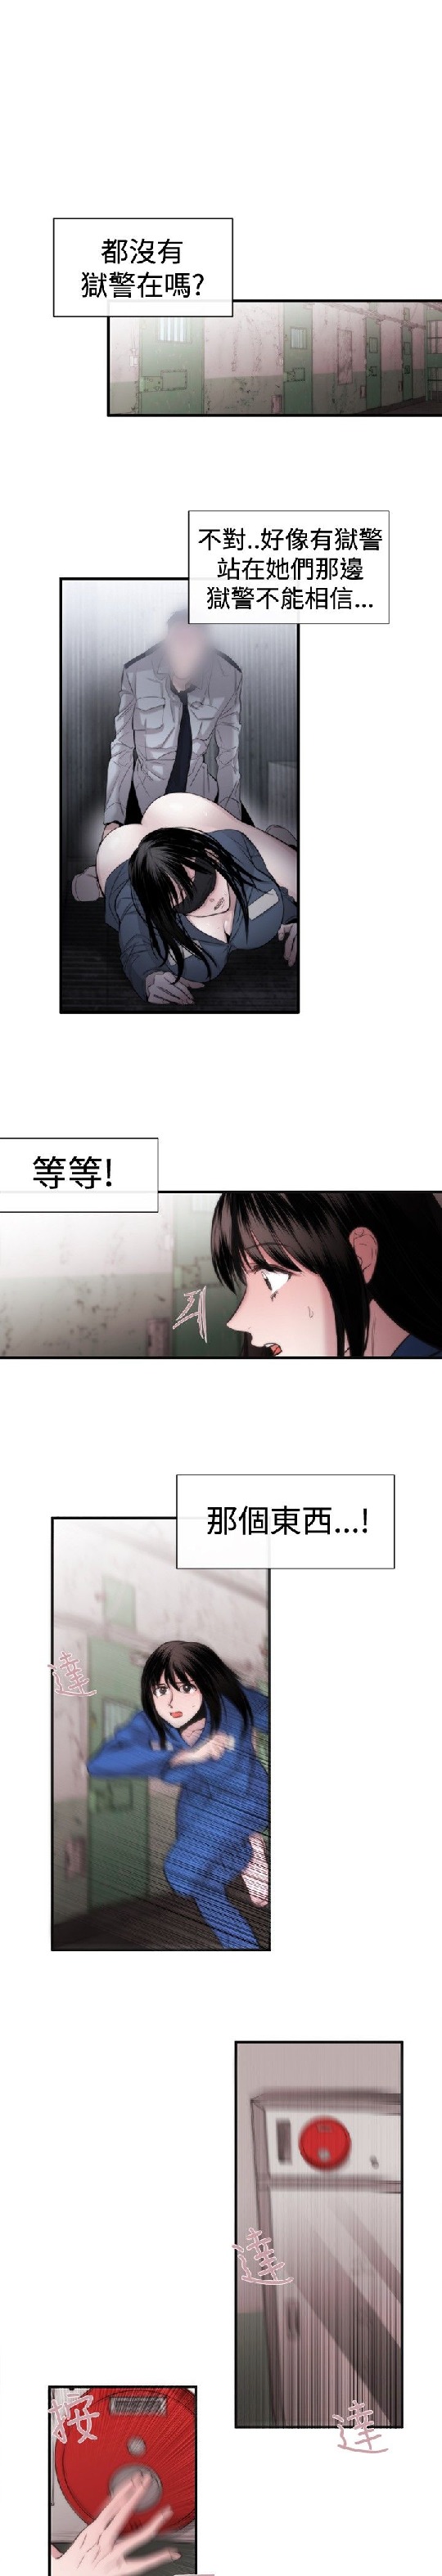 都沒有
獄警在嗎?
不對..好像有獄警
站在她們那邊
獄警不能相信...
等等!
那個東西...!
達
達
達
按